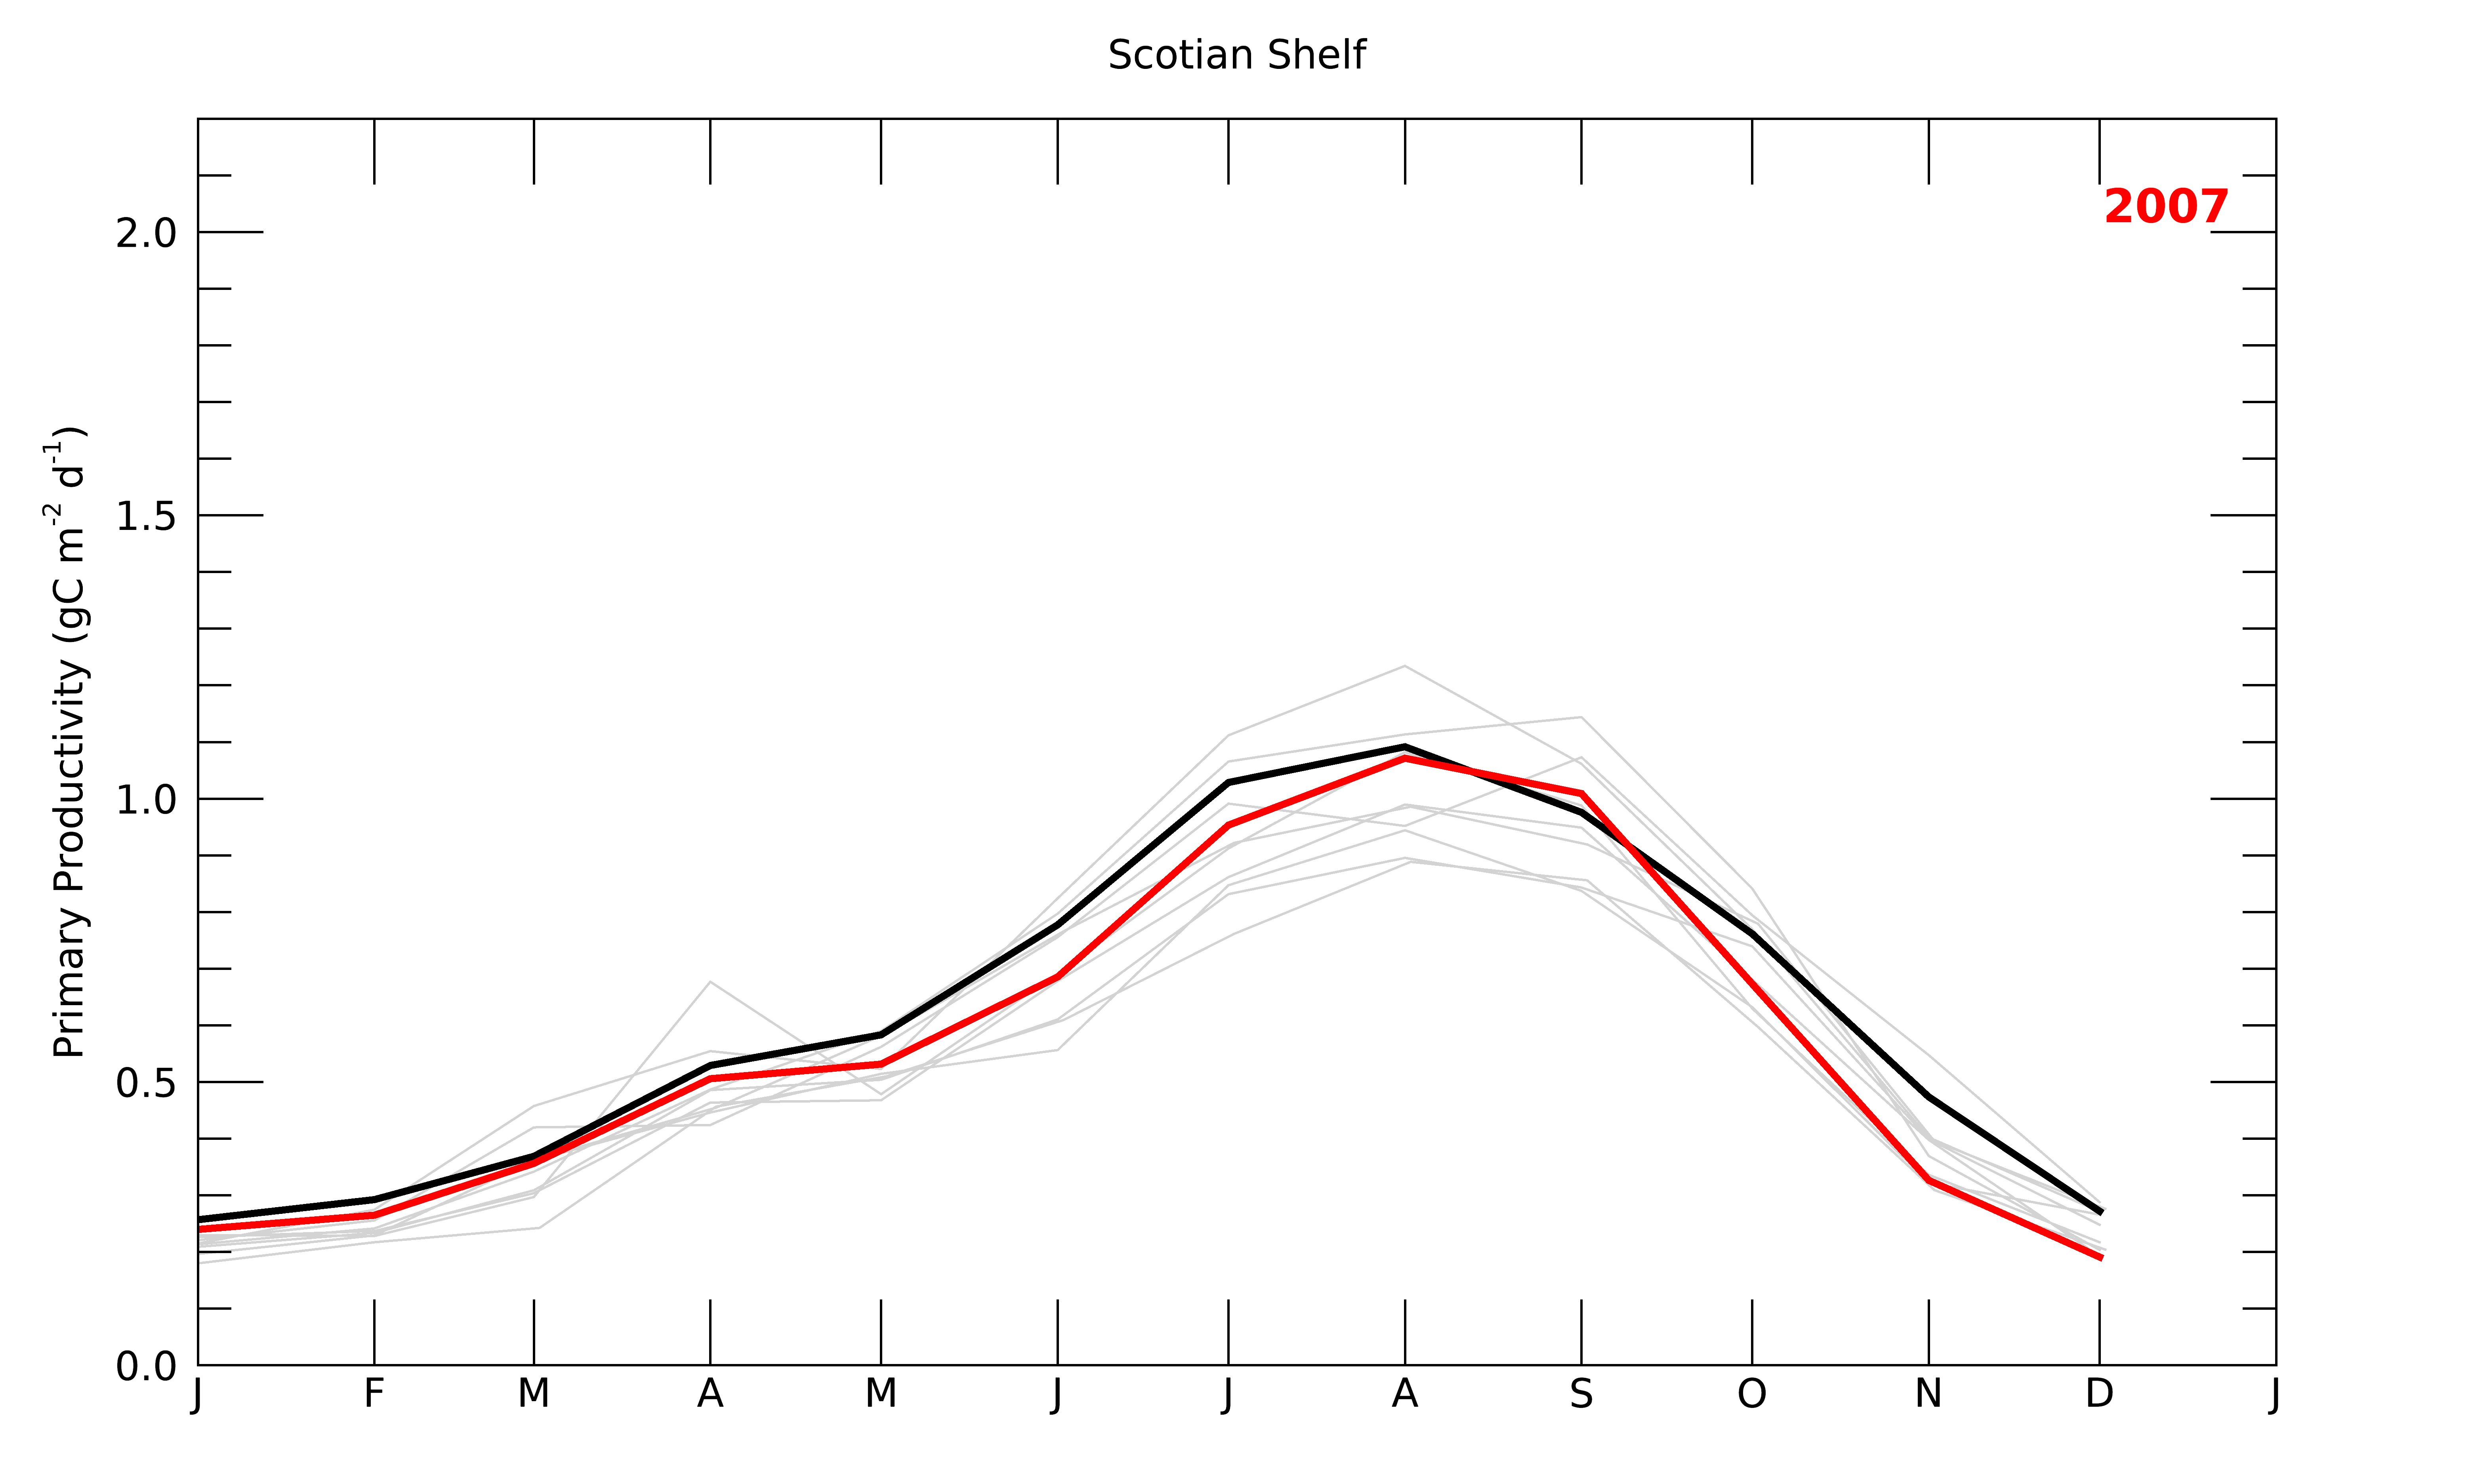 Scotian Shelf
2007
Primary Productivity (gC m⁻² d⁻¹)
2.0
1.5
1.0
0.5
0.0
J F M A M J J A S O N D J